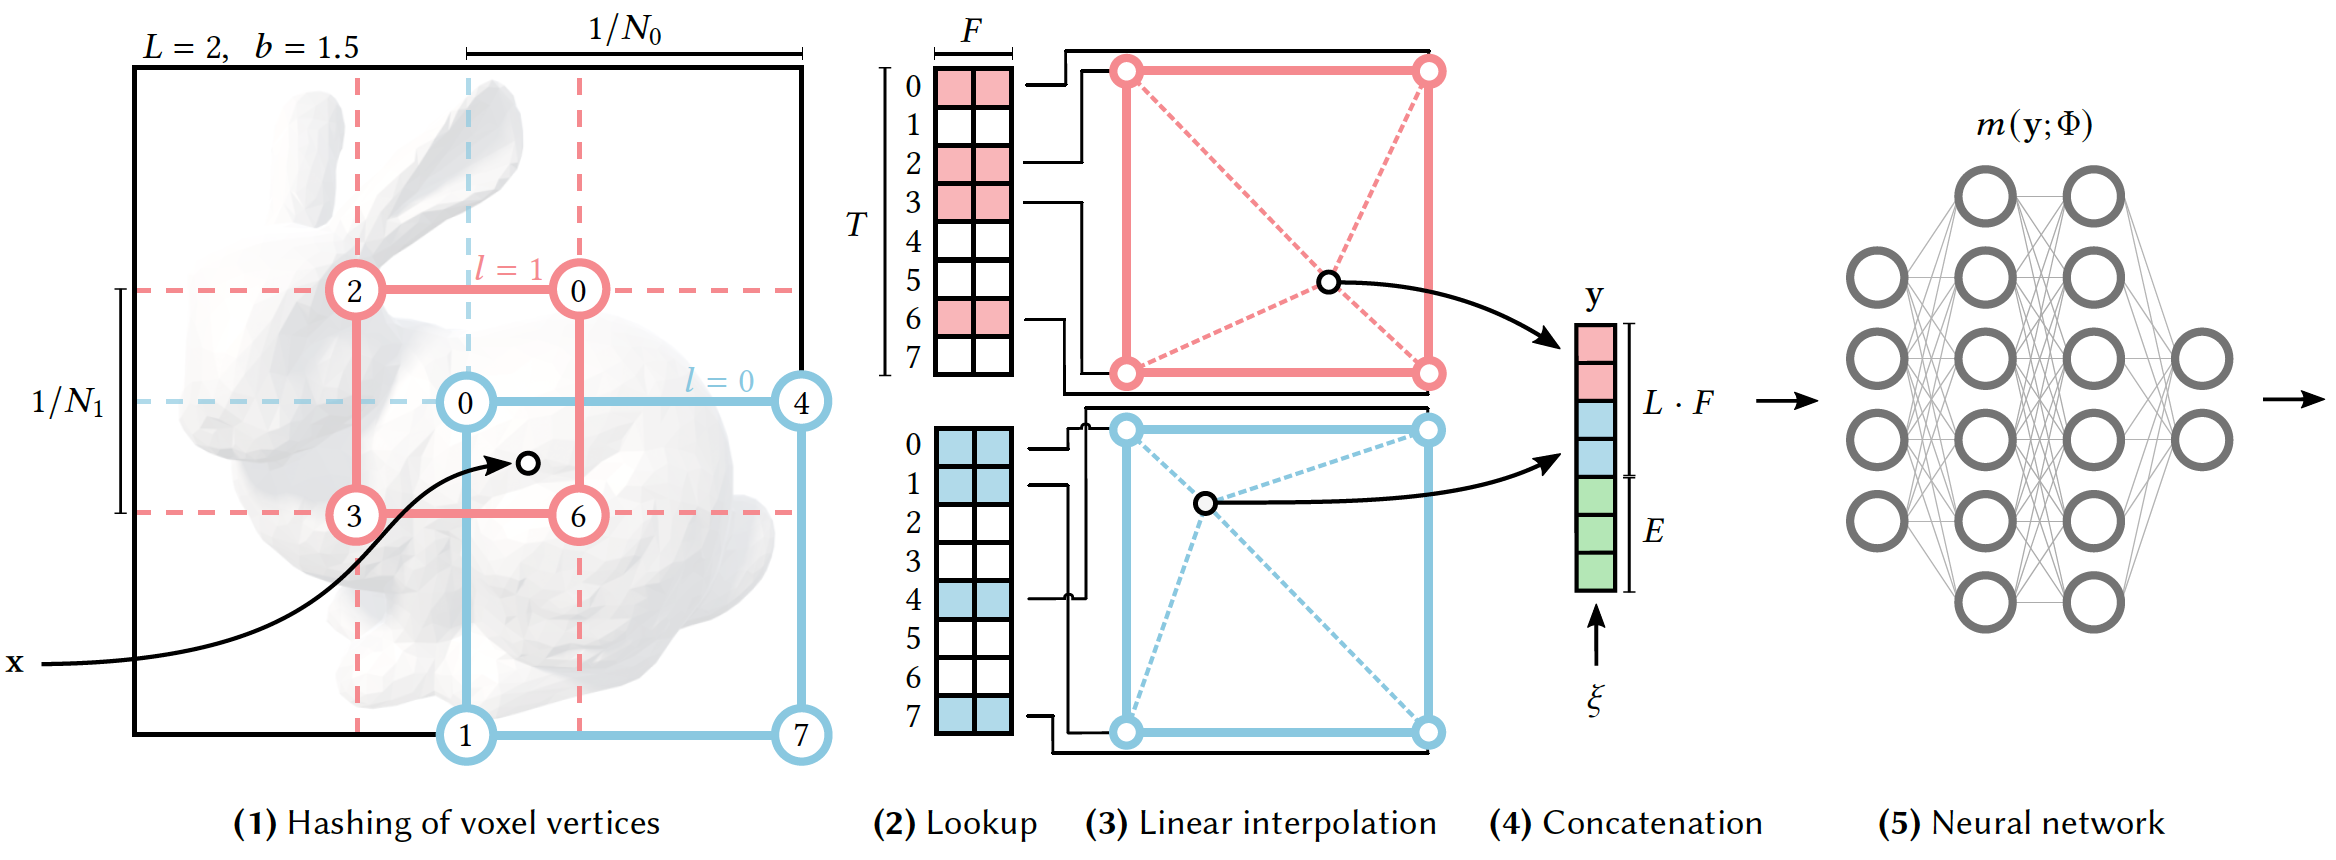 L = 2, b = 1.5
1/N₀
l = 1
2
0
1/N₁
l = 0
0
4
3
6
x
1
7
F
T
0
1
2
3
4
5
6
7
0
1
2
3
4
5
6
7
y
L · F
E
ξ
m(y; Φ)
(1) Hashing of voxel vertices
(2) Lookup
(3) Linear interpolation
(4) Concatenation
(5) Neural network